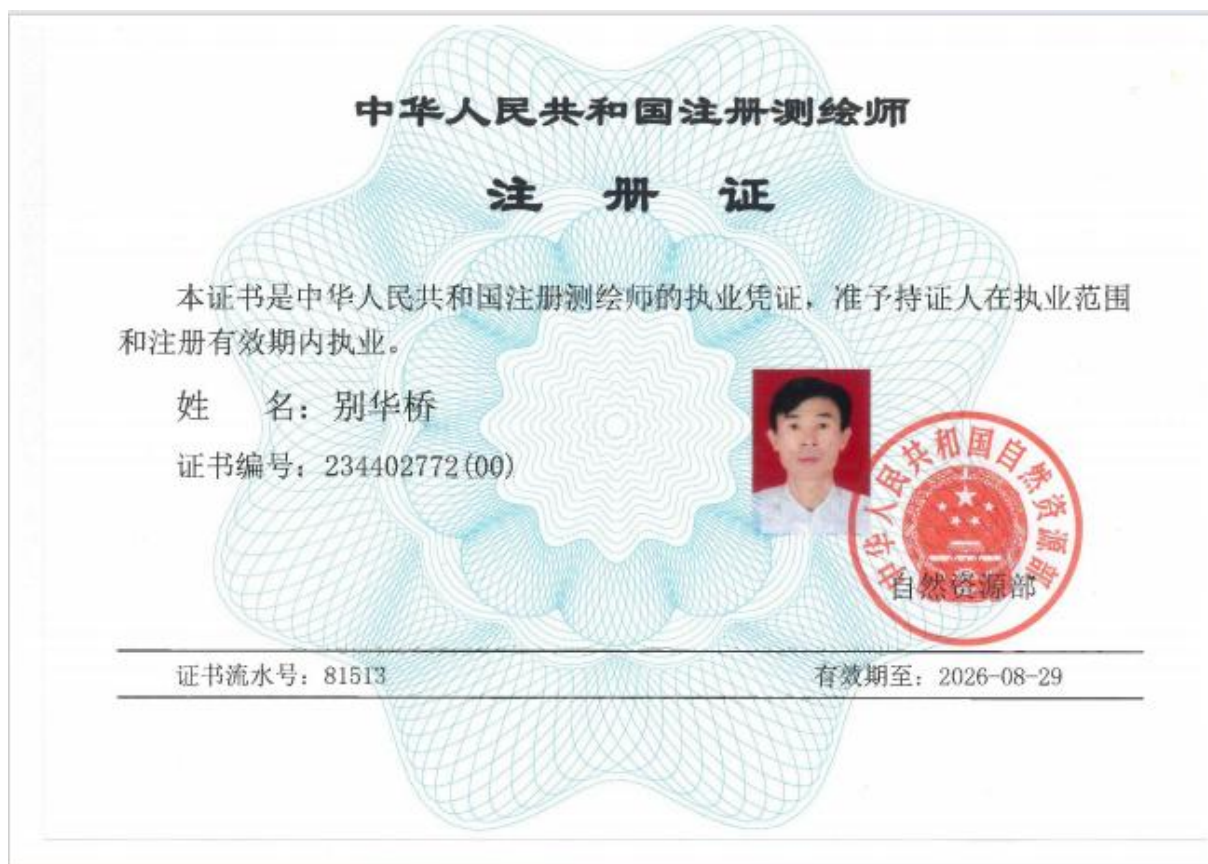 中华人民共和国注册测绘师
注 册 证
本证书是中华人民共和国注册测绘师的执业凭证，准予持证人在执业范围
和注册有效期内执业。
姓 名：别华桥
证书编号：234402772(00)
中华人民共和国自然资源部
自然资源部
证书流水号：81513
有效期至：2026-08-29